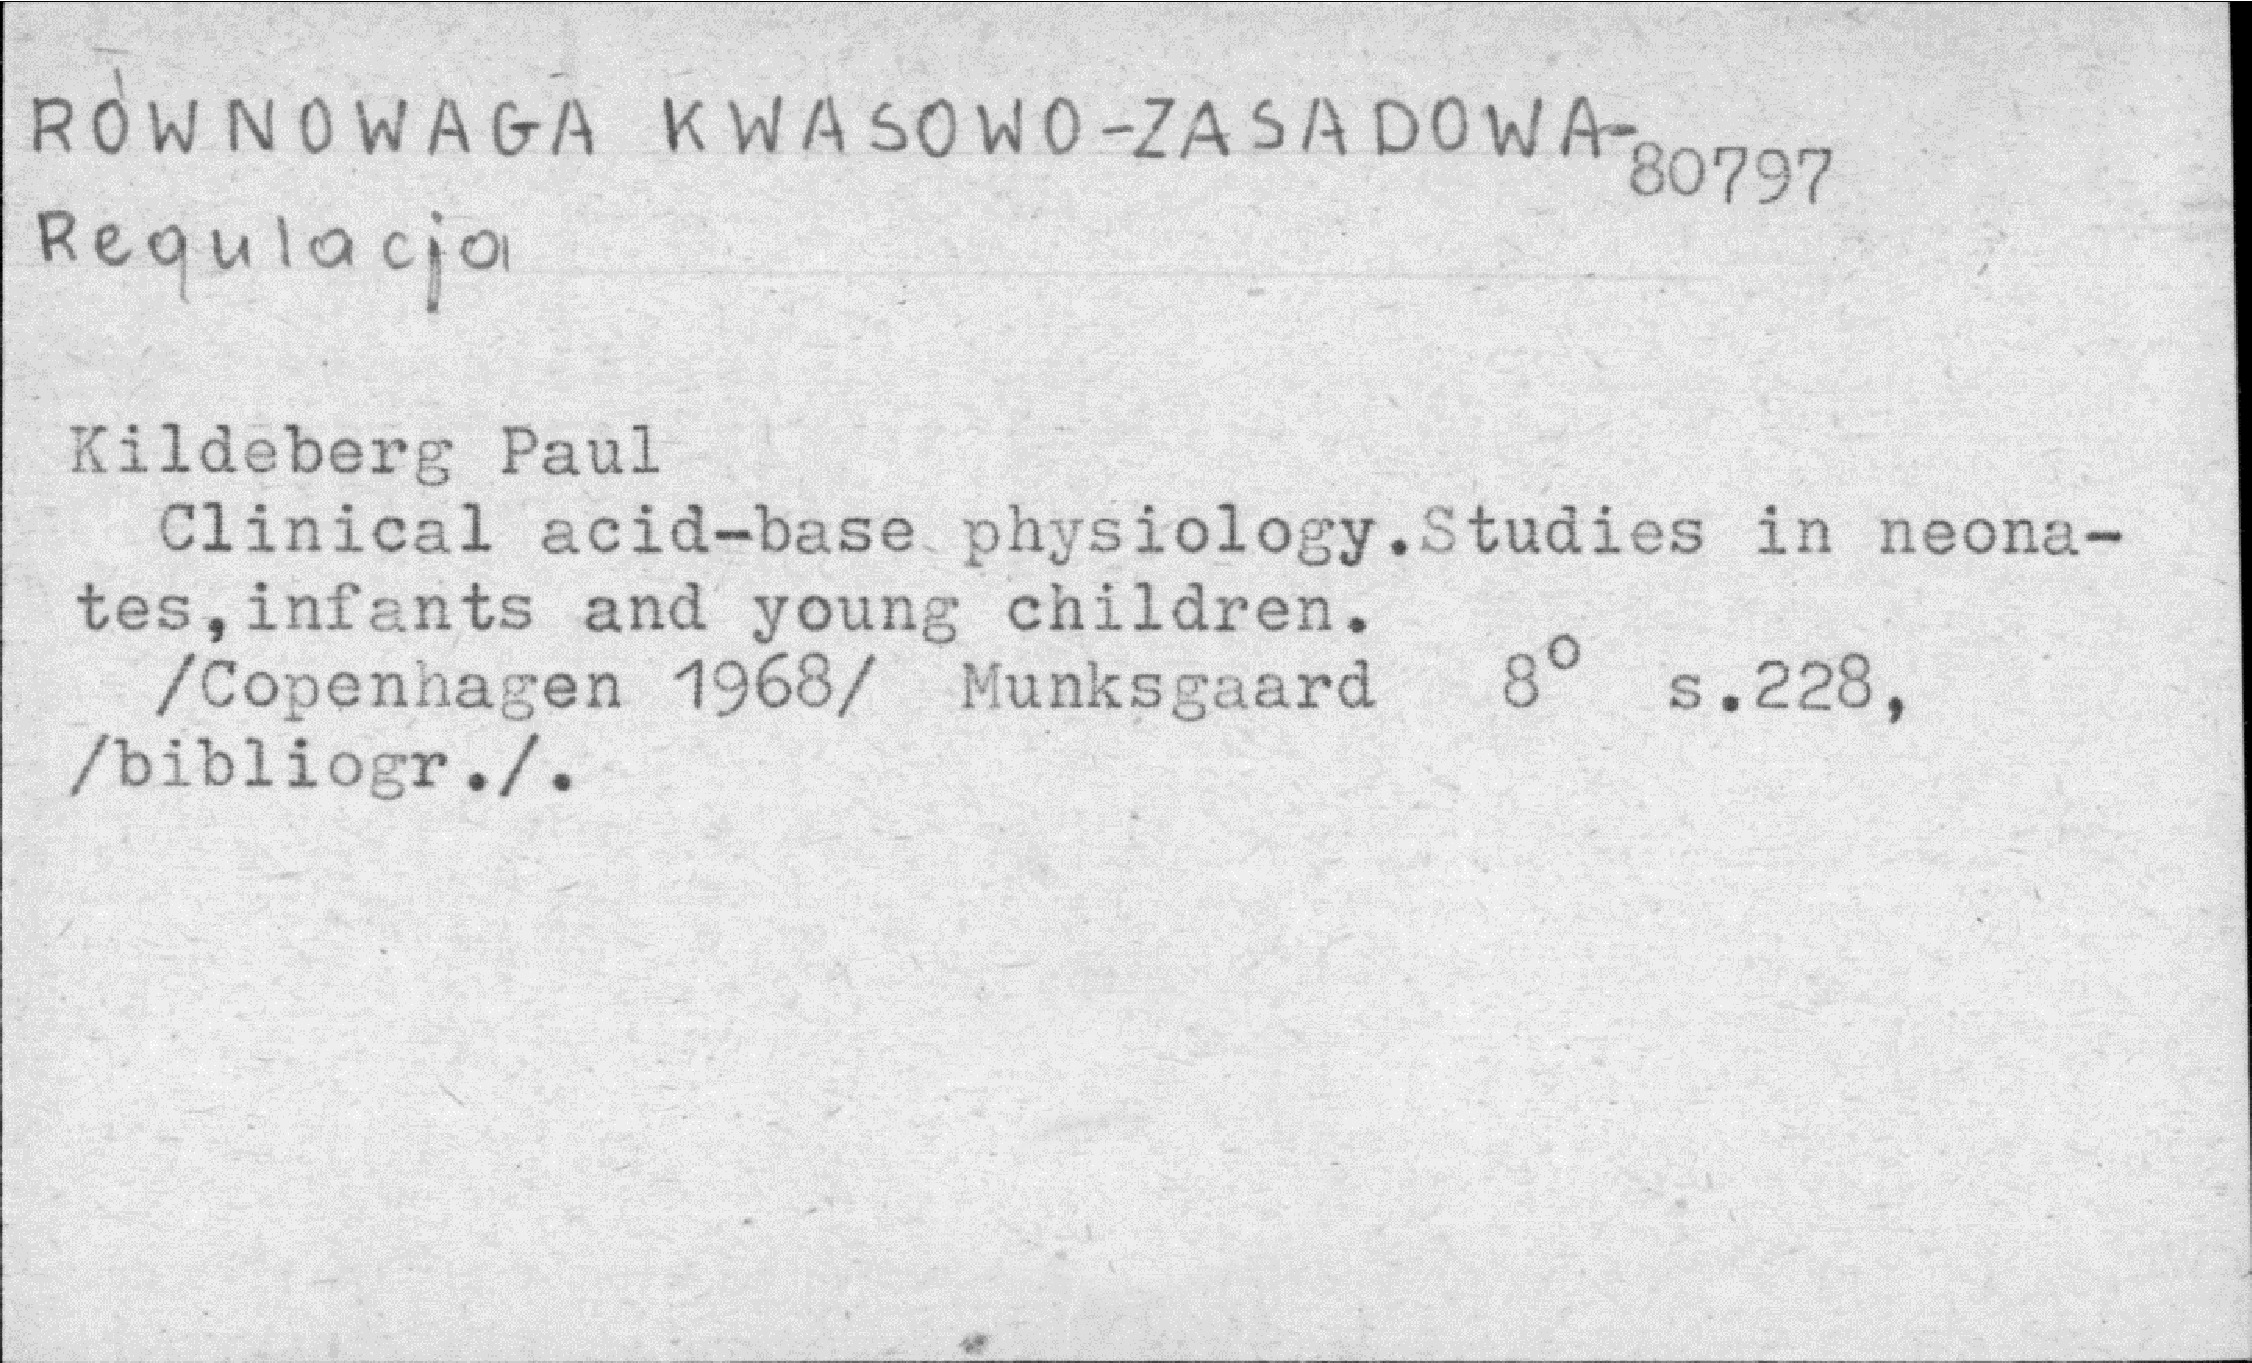 RÓWNOWAGA KWASOWO-ZASADOWA-
80797
Regulacja
Kildeberg Paul
Clinical acid-base physiology.Studies in neona-
tes,infants and young children.
/Copenhagen 1968/ Munksgaard 8° s.228,
/bibliogr./.